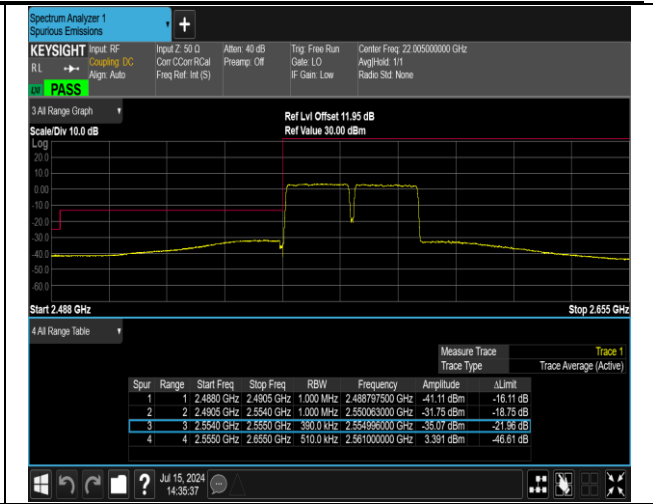 Spectrum Analyzer 1
Spurious Emissions
KEYSIGHT Input: RF Input Z: 50 Ω Atten: 40 dB Trig: Free Run Center Freq: 22.005000000 GHz
RL Coupling: DC Corr CCorr RCal Preamp: Off Gate: LO Avg|Hold: 1/1
Align: Auto Freq Ref: Int (S) IF Gain: Low Radio Std: None
PASS
3 All Range Graph
Ref Lvl Offset 11.95 dB
Scale/Div 10.0 dB Ref Value 30.00 dBm
Log
20.0
10.0
0.00
-10.0
-20.0
-30.0
-40.0
-50.0
-60.0
Start 2.488 GHz Stop 2.655 GHz
4 All Range Table
Measure Trace Trace 1
Trace Type Trace Average (Active)
Spur Range Start Freq Stop Freq RBW Frequency Amplitude ΔLimit
1 1 2.4880 GHz 2.4905 GHz 1.000 MHz 2.488797500 GHz -41.11 dBm -16.11 dB
2 2 2.4905 GHz 2.5540 GHz 1.000 MHz 2.550063000 GHz -31.75 dBm -18.75 dB
3 3 2.5540 GHz 2.5550 GHz 390.0 kHz 2.554996000 GHz -35.07 dBm -21.96 dB
4 4 2.5550 GHz 2.6550 GHz 510.0 kHz 2.561000000 GHz 3.391 dBm -46.61 dB
? Jul 15, 2024
14:35:37